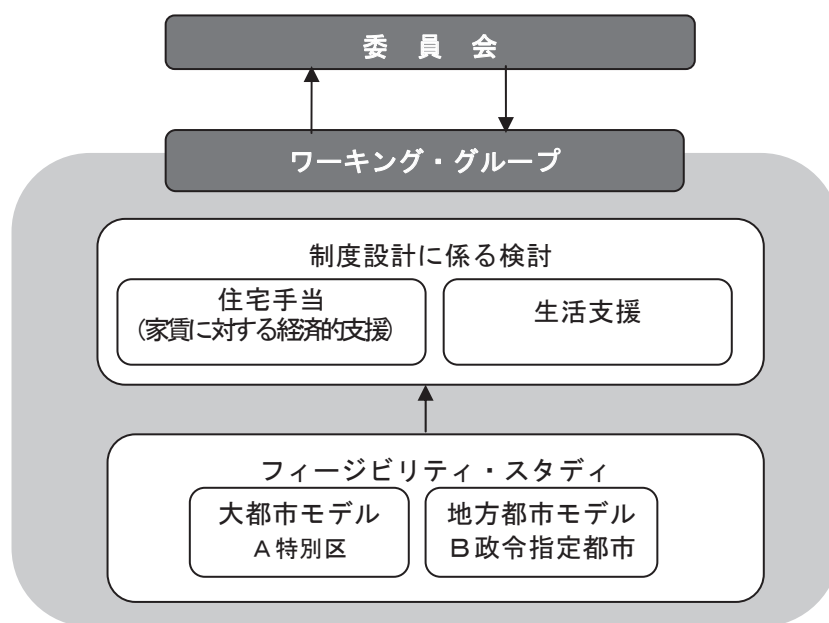 委 員 会
ワーキング・グループ
制度設計に係る検討
住宅手当
(家賃に対する経済的支援)
生活支援
フィージビリティ・スタディ
大都市モデル
A特別区
地方都市モデル
B政令指定都市